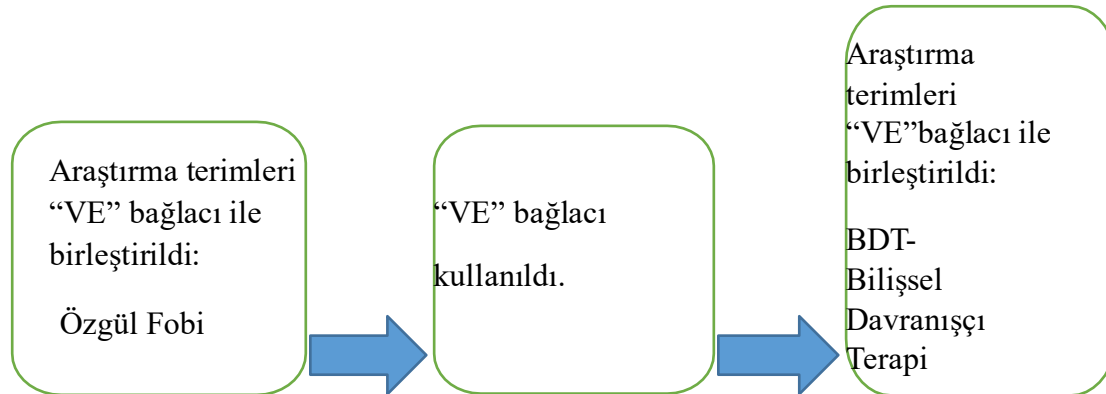 Araştırma terimleri
“VE” bağlacı ile
birleştirildi:
Özgül Fobi
“VE” bağlacı
kullanıldı.
Araştırma
terimleri
“VE”bağlacı ile
birleştirildi:
BDT-
Bilişsel
Davranışçı
Terapi